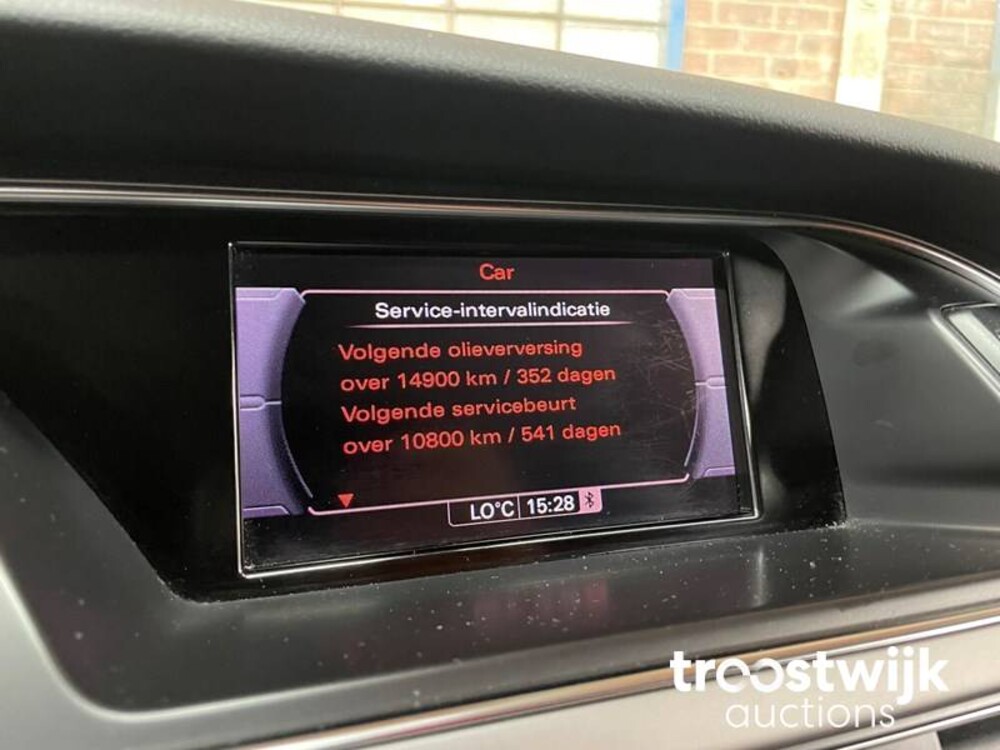 Car
Service-intervalindicatie
Volgende olieverversing
over 14900 km / 352 dagen
Volgende servicebeurt
over 10800 km / 541 dagen
LO°C 15:28
troostwijk
auctions